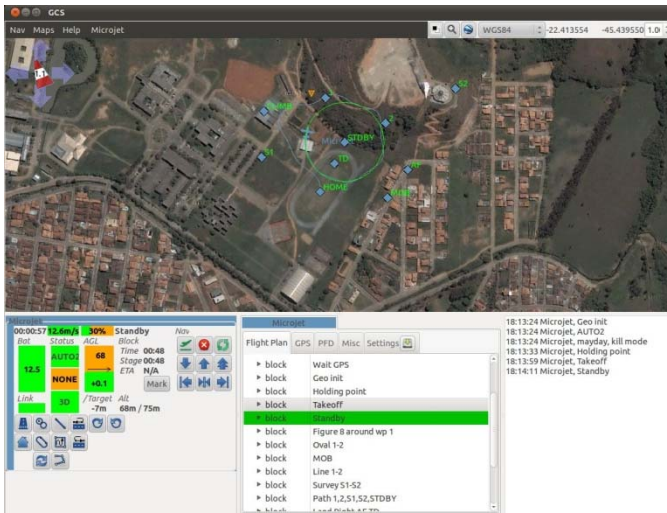 GCS
Nav Maps Help Microjet
WGS84 -22.413554 -45.439550 1.0
S2
2
STDBY
S1
TD
HOME
Microjet
00:00:57 12.6m/s 30% Standby Nav
Bat Status AGL Block
Time 00:48
Stage 00:48
ETA N/A
12.5 AUTO2 68
NONE +0.1 Mark
Link 3D /Target Alt
-7m 68m / 75m
Microjet
Flight Plan GPS PFD Misc Settings
block Wait GPS
block Geo init
block Holding point
block Takeoff
block Standby
block Figure 8 around wp 1
block Oval 1-2
block MOB
block Line 1-2
block Survey S1-S2
block Path 1,2,S1,S2,STDBY
block Land Right AF-TD
18:13:24 Microjet, Geo init
18:13:24 Microjet, AUTO2
18:13:24 Microjet, mayday, kill mode
18:13:33 Microjet, Holding point
18:13:59 Microjet, Takeoff
18:14:11 Microjet, Standby